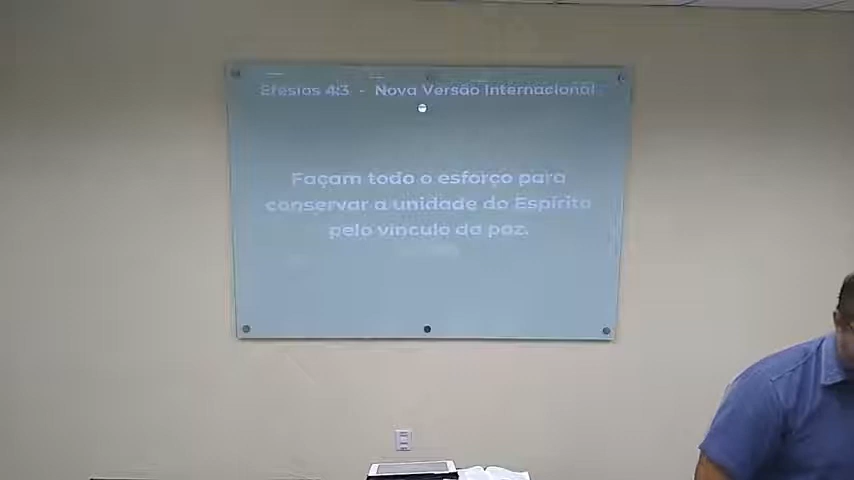 Efésios 4:3 - Nova Versão Internacional
Façam todo o esforço para
conservar a unidade do Espírito
pelo vínculo da paz.